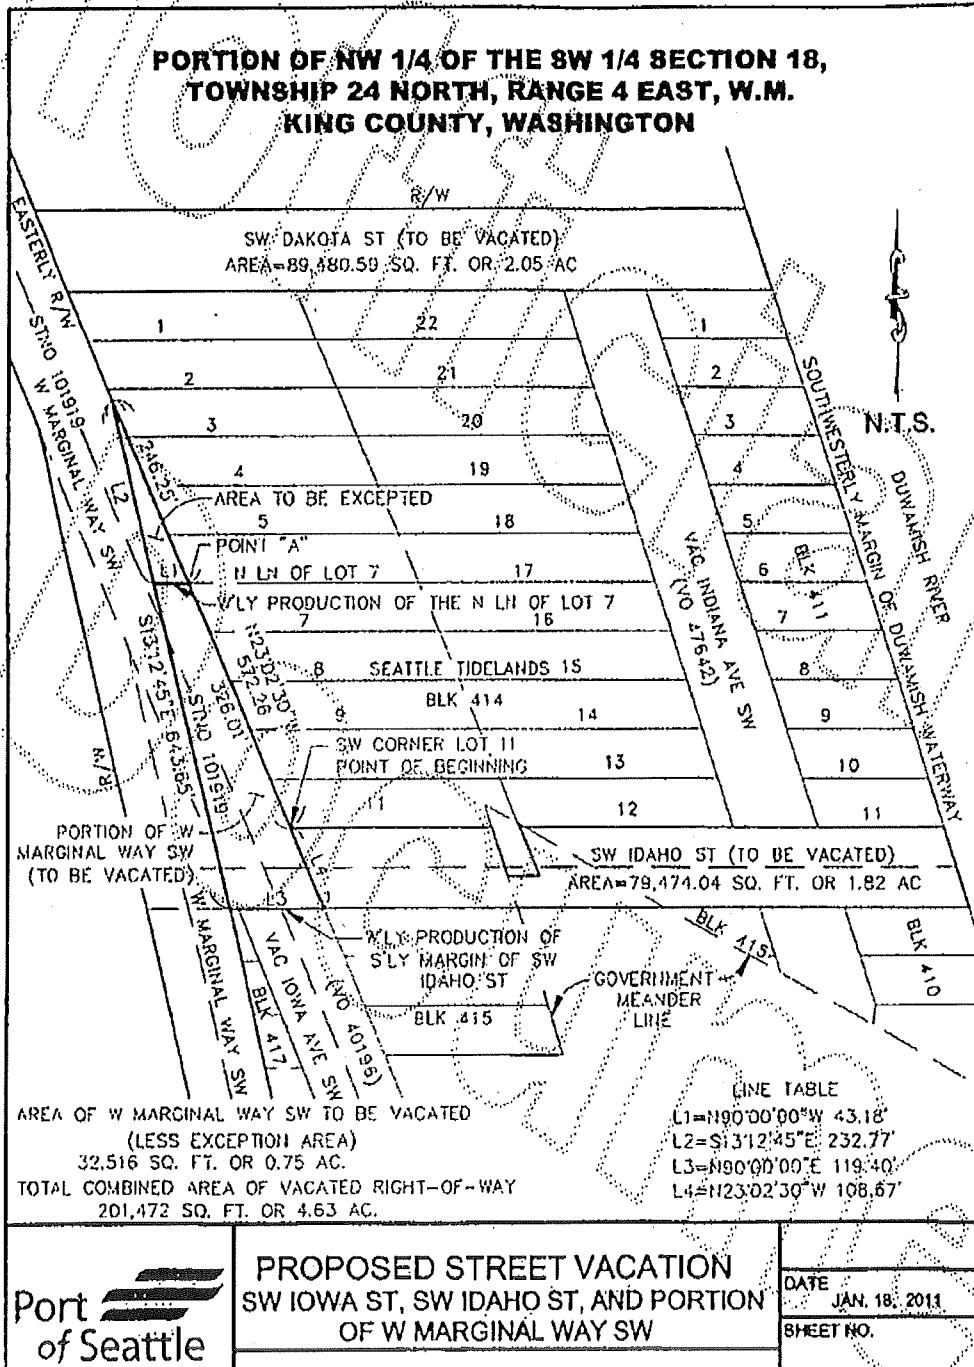 PORTION OF NW 1/4 OF THE SW 1/4 SECTION 18,
TOWNSHIP 24 NORTH, RANGE 4 EAST, W.M.
KING COUNTY, WASHINGTON
R/W
SW DAKOTA ST (TO BE VACATED)
AREA=89,480.59 SQ. FT. OR 2.05 AC
EASTERLY R/W
STNO 101919
W MARGINAL WAY SW
1
22
1
2
21
2
3
20
3
4
19
4
5
18
5
17
6
7
16
7
8
SEATTLE TIDELANDS 15
8
BLK 414
9
14
9
13
10
11
12
11
N.T.S.
346.25'
L2
AREA TO BE EXCEPTED
POINT "A"
L1
N LN OF LOT 7
W'LY PRODUCTION OF THE N LN OF LOT 7
VAC INDIANA AVE SW
(VO 47642)
BLK 411
SOUTHWESTERLY MARGIN OF DUWAMISH WATERWAY
DUWAMISH RIVER
S13°12'45"E 643.65'
STNO 101919
326.01
N23°02'30"W
572.26
R/W
SW CORNER LOT 11
POINT OF BEGINNING
PORTION OF W
MARGINAL WAY SW
(TO BE VACATED)
L4
L3
SW IDAHO ST (TO BE VACATED)
AREA=79,474.04 SQ. FT. OR 1.82 AC
W'LY PRODUCTION OF
S'LY MARGIN OF SW
IDAHO ST
W MARGINAL WAY SW
BLK 417
VAC IOWA AVE SW
(VO 40196)
BLK 415
BLK 415
GOVERNMENT
MEANDER
LINE
BLK 410
AREA OF W MARGINAL WAY SW TO BE VACATED
(LESS EXCEPTION AREA)
32,516 SQ. FT. OR 0.75 AC.
TOTAL COMBINED AREA OF VACATED RIGHT-OF-WAY
201,472 SQ. FT. OR 4.63 AC.
LINE TABLE
L1=N90°00'00"W 43.18'
L2=S13°12'45"E 232.77'
L3=N90°00'00"E 119.40'
L4=N23°02'30"W 108.67'
Port
of Seattle
PROPOSED STREET VACATION
SW IOWA ST, SW IDAHO ST, AND PORTION
OF W MARGINAL WAY SW
DATE
JAN. 18, 2011
SHEET NO.